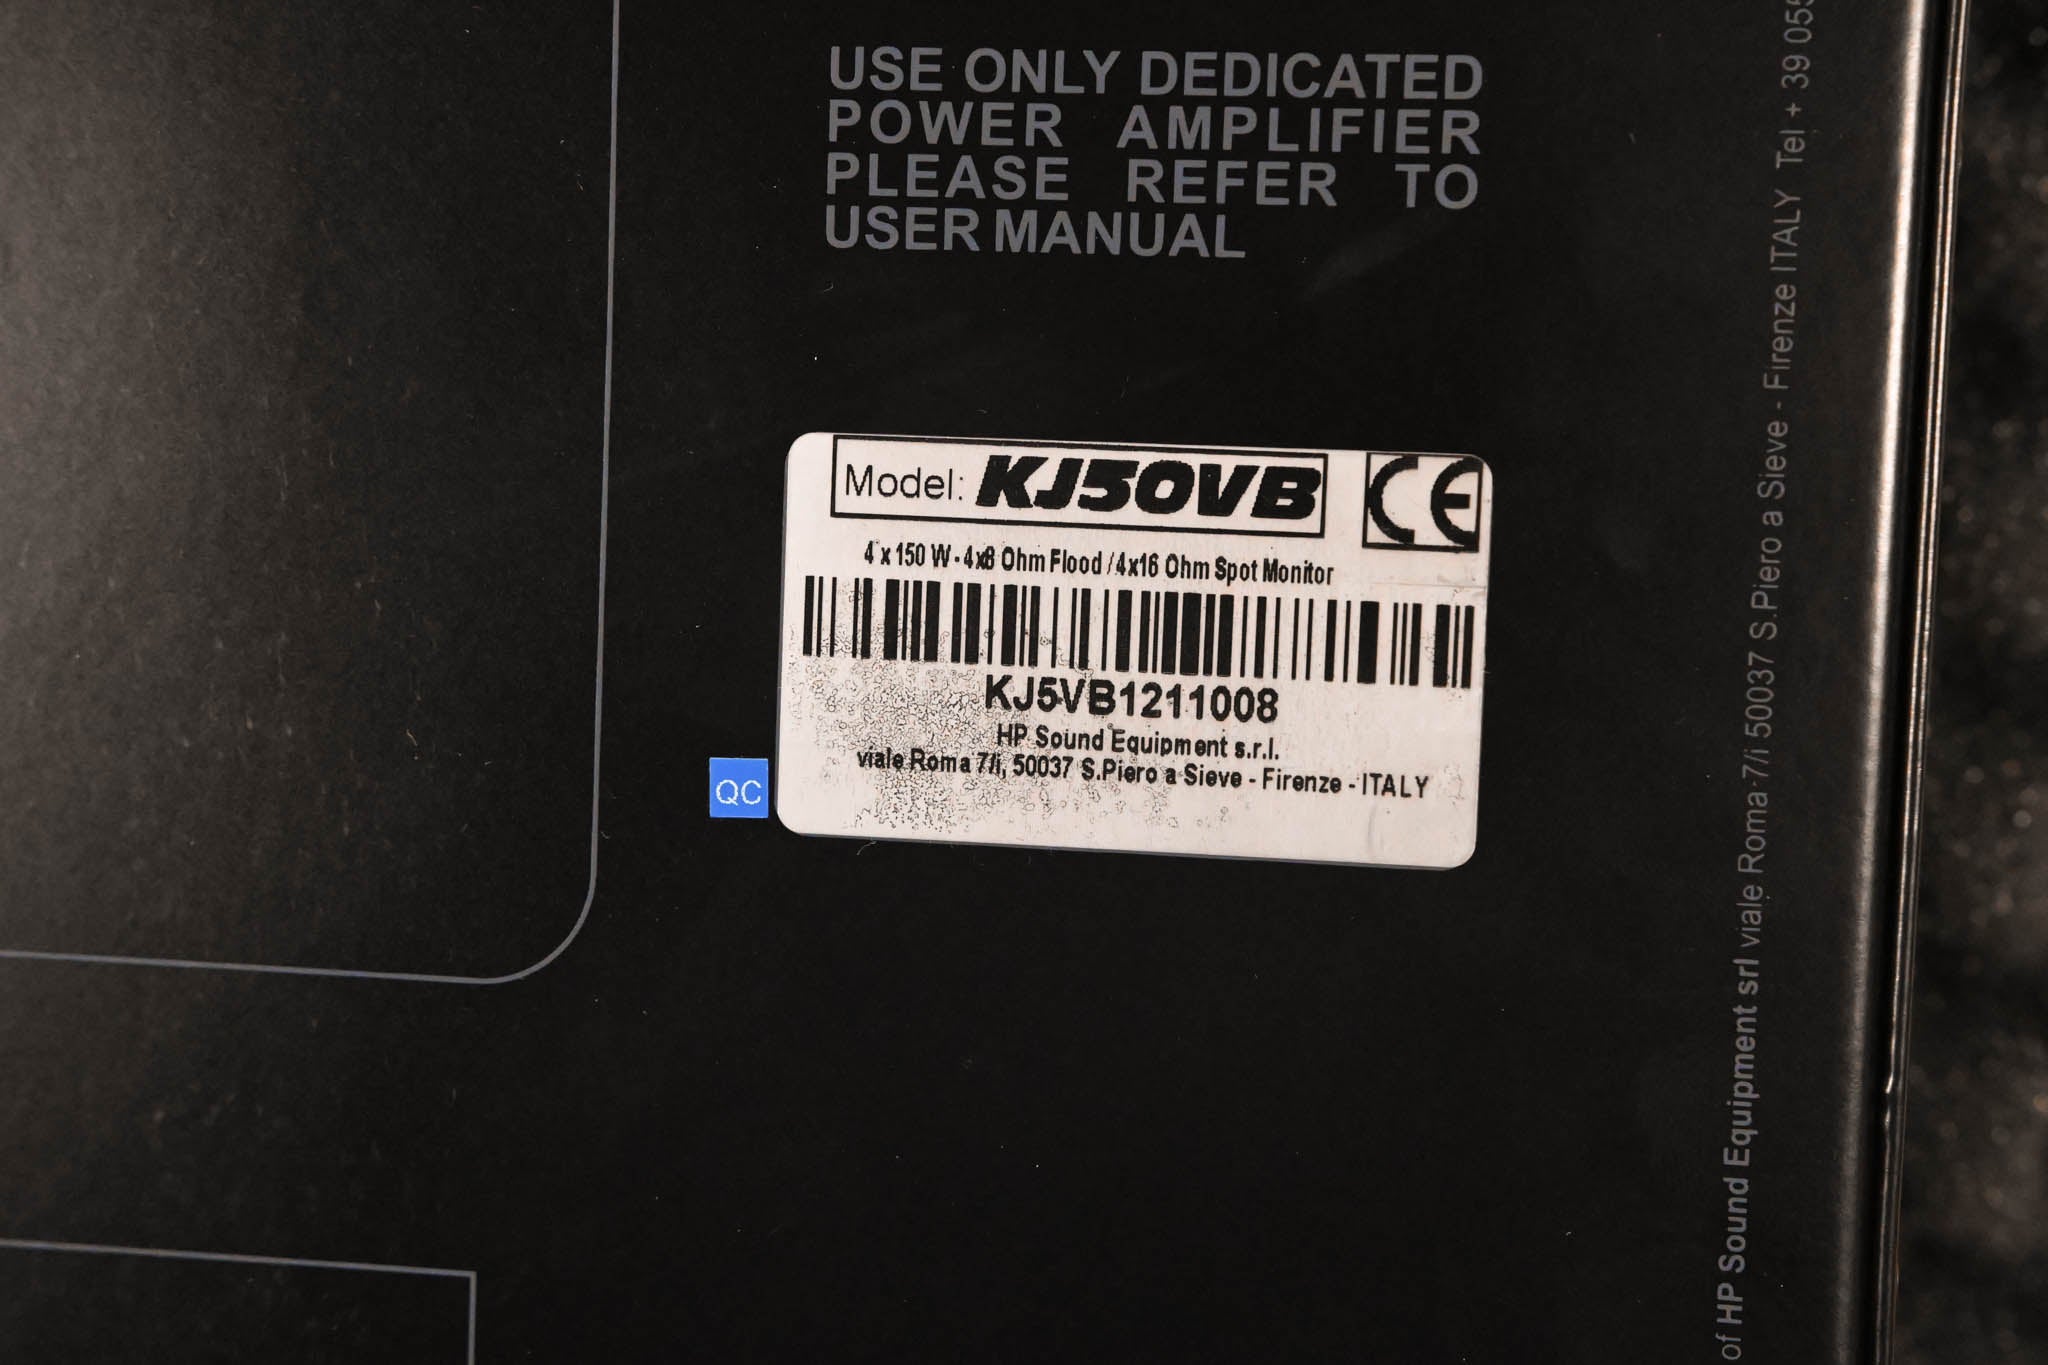 USE ONLY DEDICATED
POWER AMPLIFIER
PLEASE REFER TO
USER MANUAL
Model: KJ50VB CE
4 x 150 W - 4x8 Ohm Flood / 4x16 Ohm Spot Monitor
KJ5VB1211008
HP Sound Equipment s.r.l.
viale Roma 7/i, 50037 S.Piero a Sieve - Firenze - ITALY
QC
of HP Sound Equipment srl viale Roma 7/i 50037 S.Piero a Sieve - Firenze ITALY Tel + 39 055